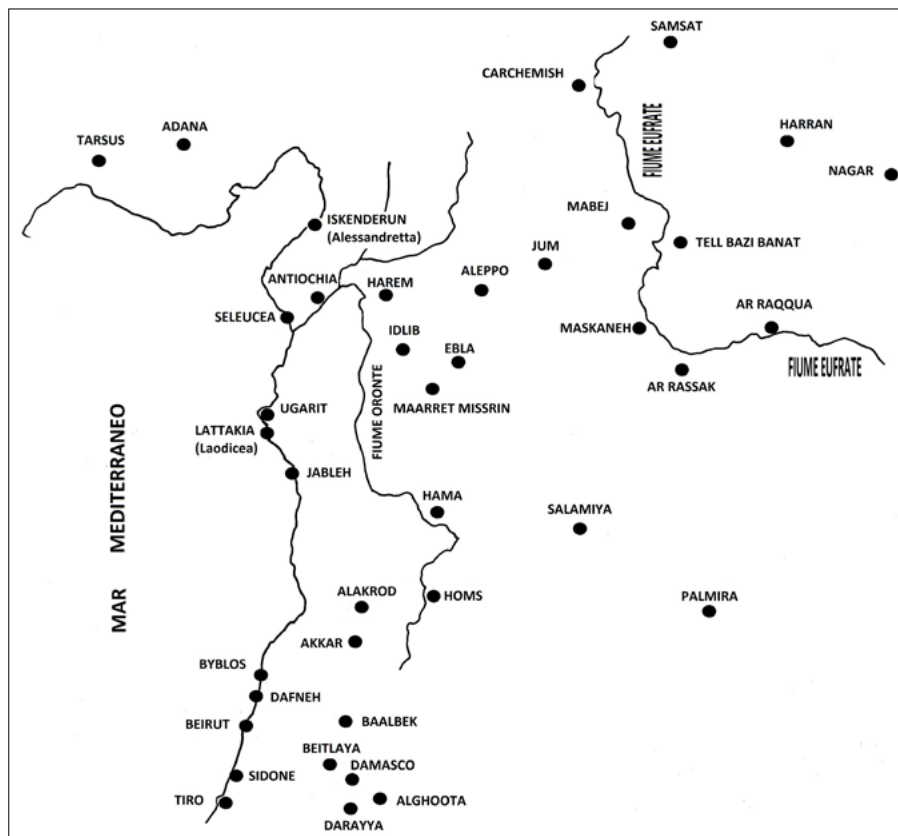 SAMSAT
CARCHEMISH
FIUME EUFRATE
HARRAN
NAGAR
ADANA
TARSUS
MABEJ
TELL BAZI BANAT
ISKENDERUN
(Alessandretta)
JUM
ANTIOCHIA
HAREM
ALEPPO
SELEUCEA
MASKANEH
AR RAQQUA
IDLIB
EBLA
FIUME EUFRATE
AR RASSAK
MAARRET MISSRIN
FIUME ORONTE
UGARIT
LATTAKIA
(Laodicea)
JABLEH
MAR MEDITERRANEO
HAMA
SALAMIYA
ALAKROD
HOMS
PALMIRA
AKKAR
BYBLOS
DAFNEH
BEIRUT
BAALBEK
BEITLAYA
DAMASCO
SIDONE
TIRO
ALGHOOTA
DARAYYA